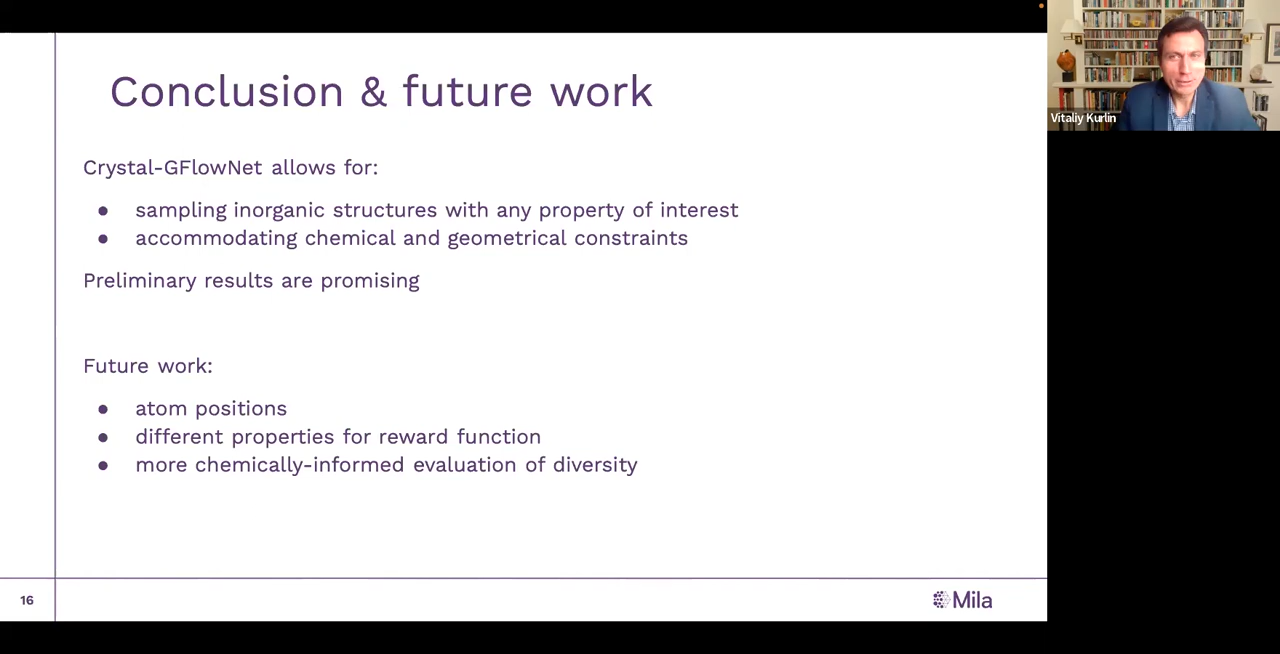 Conclusion & future work
Crystal-GFlowNet allows for:
● sampling inorganic structures with any property of interest
● accommodating chemical and geometrical constraints
Preliminary results are promising
Future work:
● atom positions
● different properties for reward function
● more chemically-informed evaluation of diversity
16
Mila
Vitaliy Kurlin